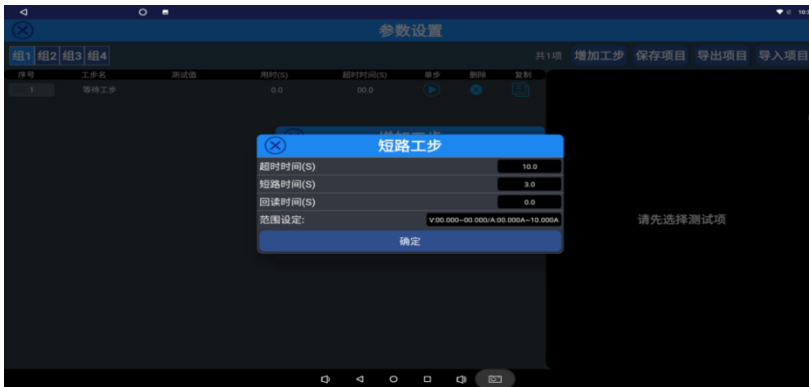 参数设置
组1 组2 组3 组4 共1项 增加工步 保存项目 导出项目 导入项目
序号 工步名 测试值 用时(S) 超时时间(S) 单步 删除 复制
1 等待工步 0.0 00.0
短路工步
超时时间(S) 10.0
短路时间(S) 3.0
回读时间(S) 0.0
范围设定: V:00.000~00.000/A:00.000A~10.000A
确定
请先选择测试项